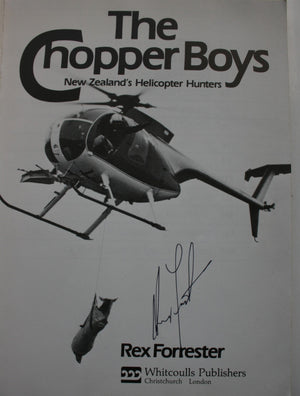 The
Chopper Boys
New Zealand's Helicopter Hunters
Rex Forrester
Whitcoulls Publishers
Christchurch London